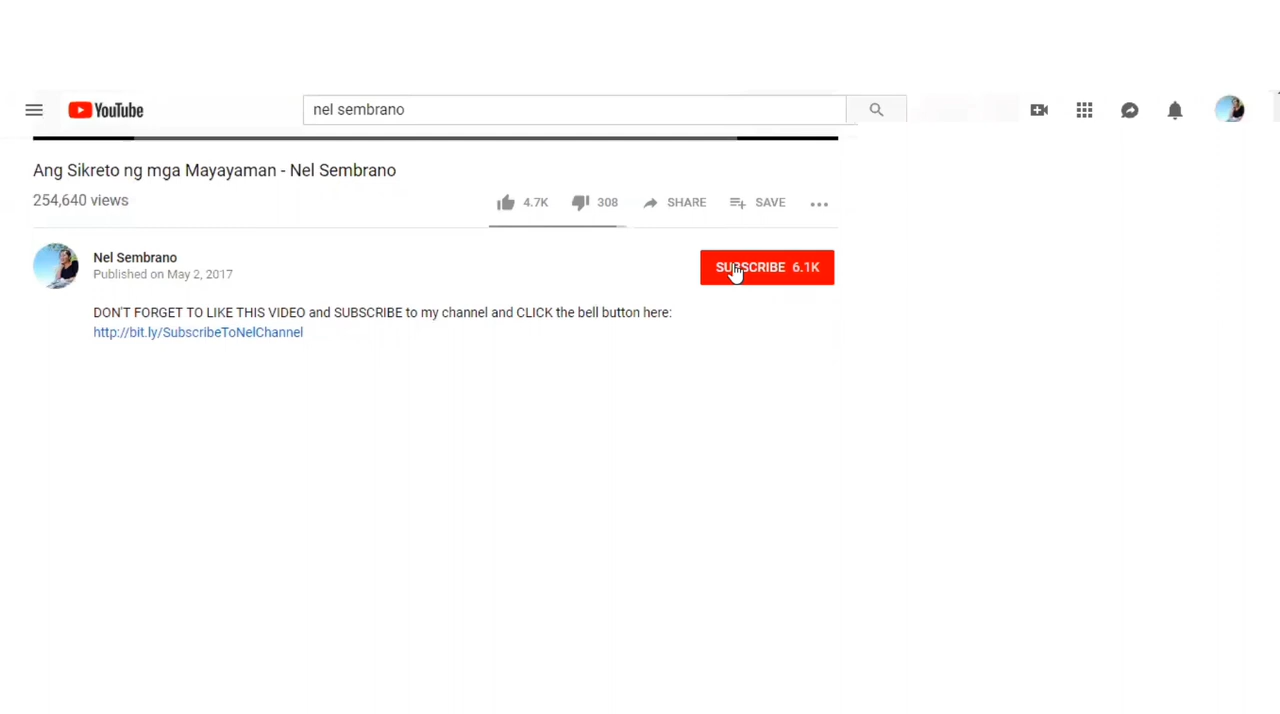 YouTube
nel sembrano
Ang Sikreto ng mga Mayayaman - Nel Sembrano
254,640 views
4.7K 308 SHARE SAVE
Nel Sembrano
Published on May 2, 2017
SUBSCRIBE 6.1K
DON'T FORGET TO LIKE THIS VIDEO and SUBSCRIBE to my channel and CLICK the bell button here:
http://bit.ly/SubscribeToNelChannel